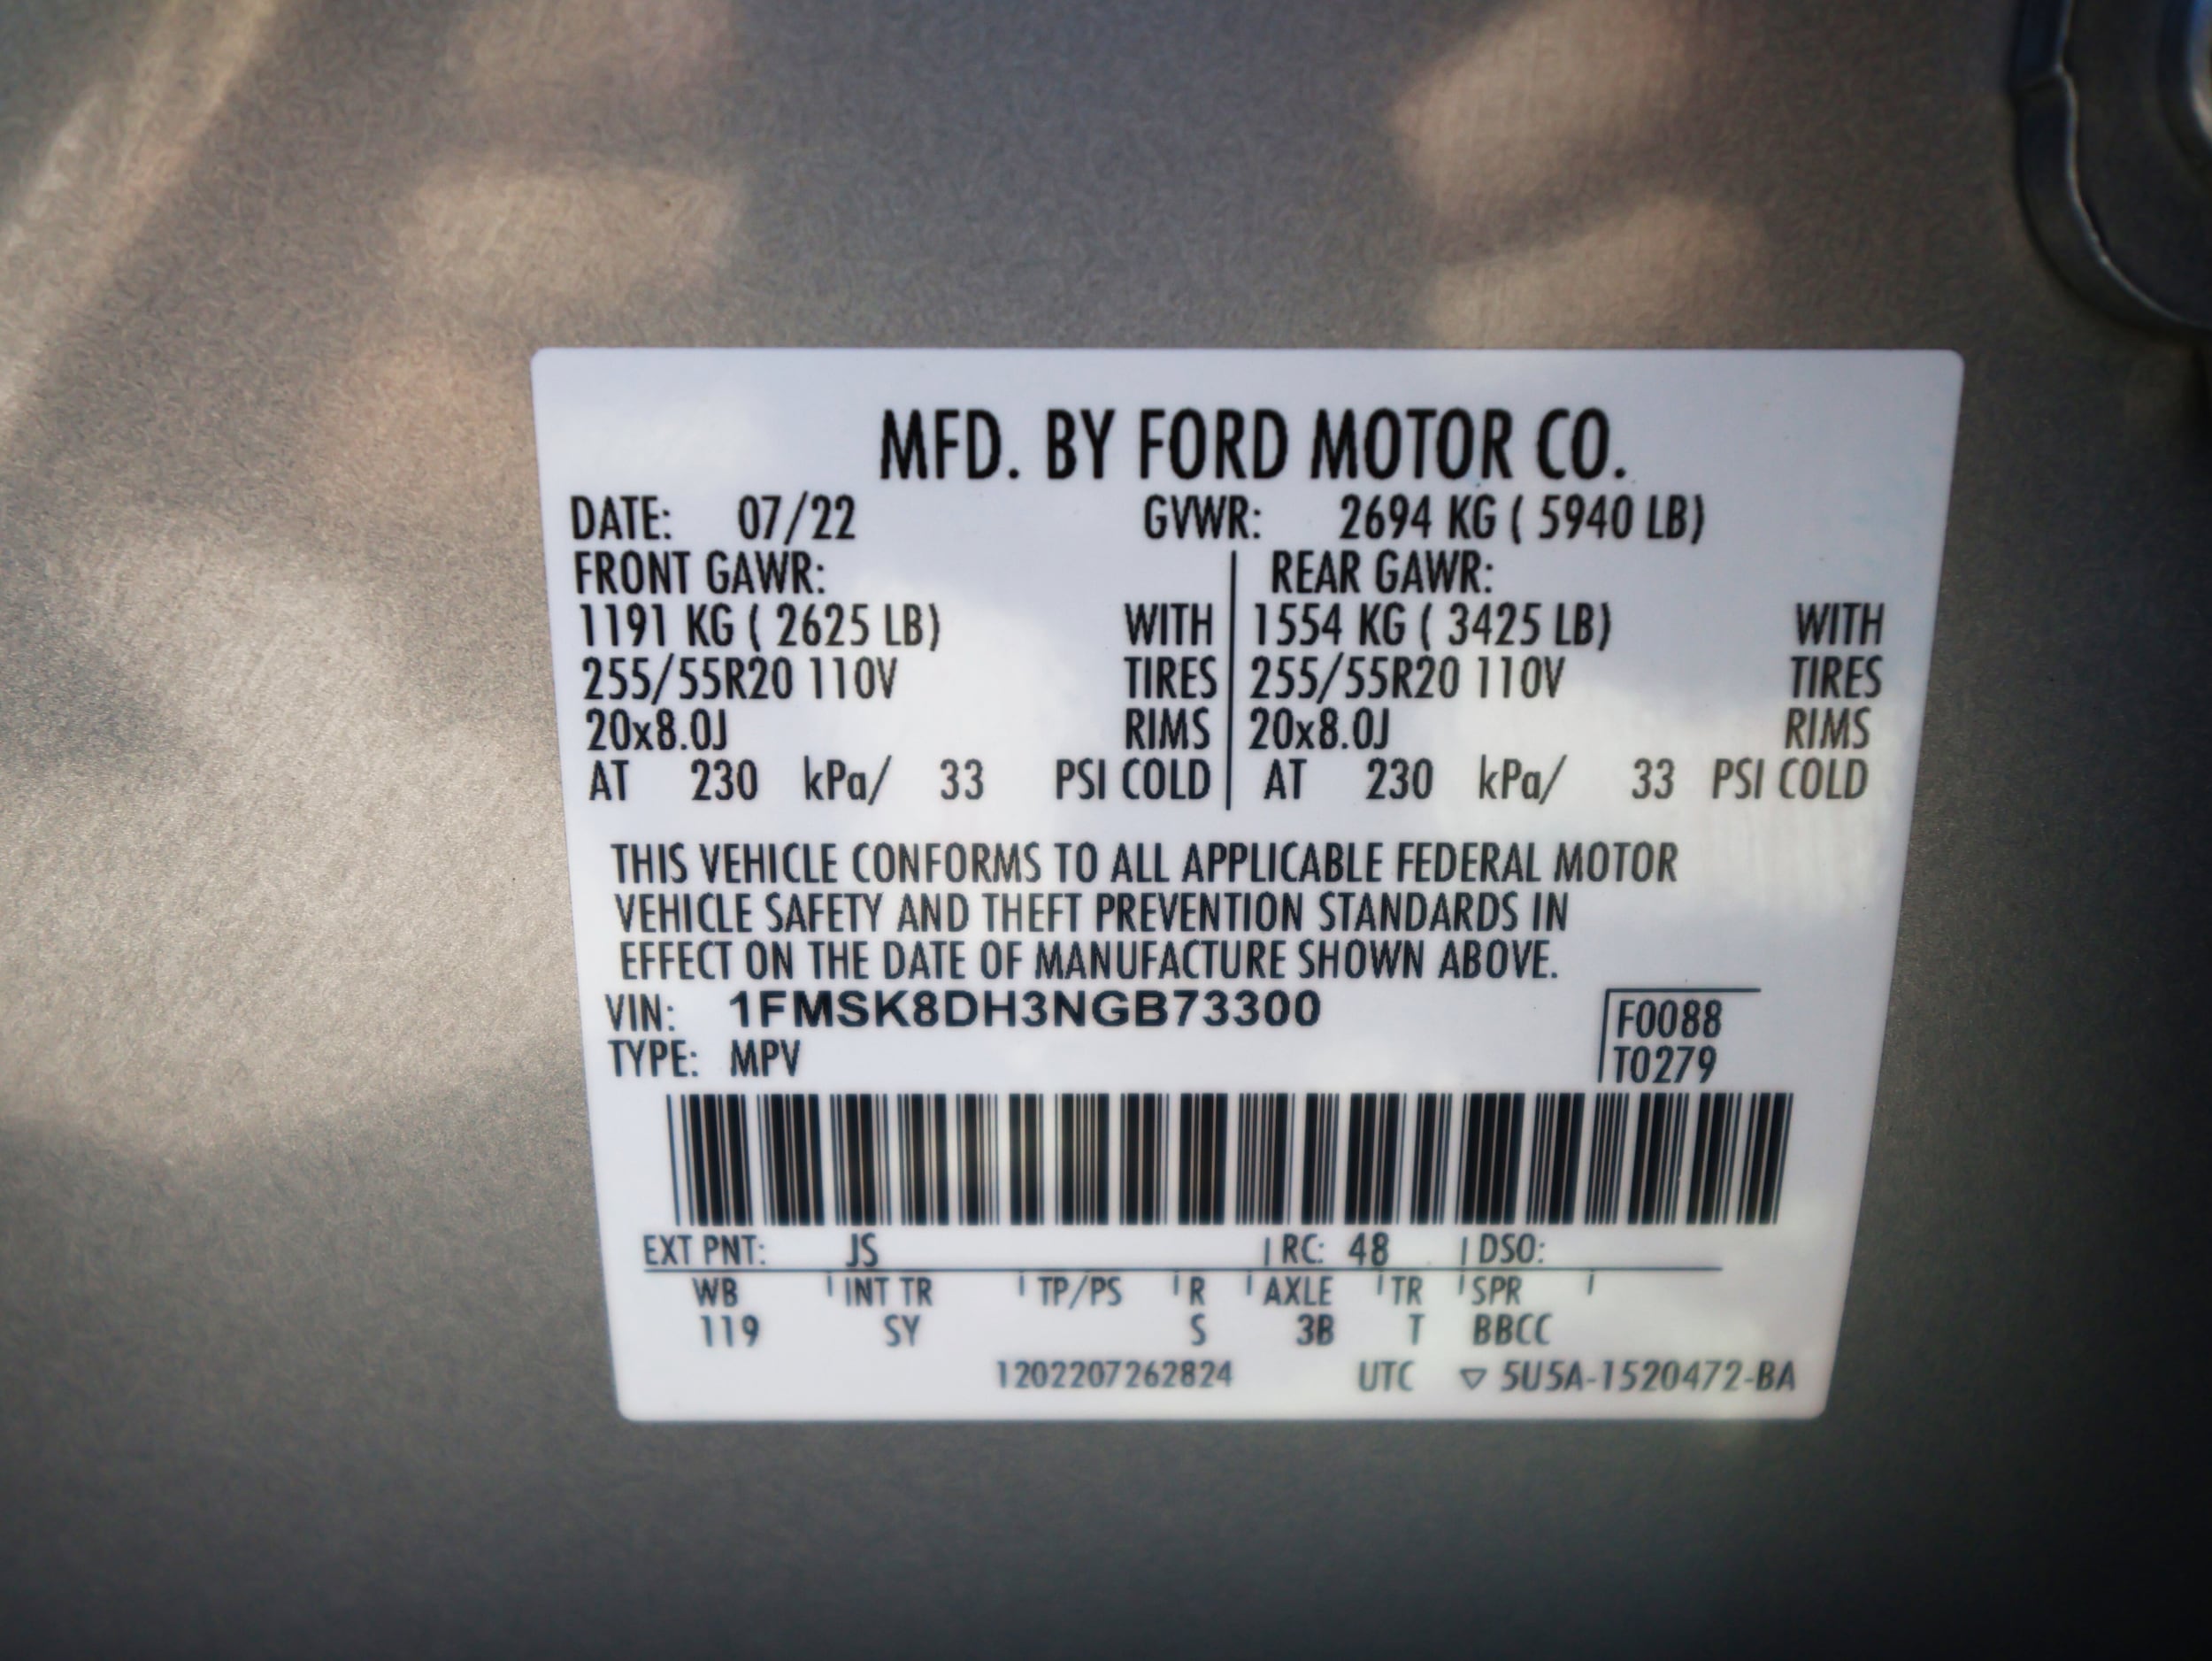 MFD. BY FORD MOTOR CO.
DATE: 07/22 GVWR: 2694 KG ( 5940 LB)
FRONT GAWR: REAR GAWR:
1191 KG ( 2625 LB) WITH 1554 KG ( 3425 LB) WITH
255/55R20 110V TIRES 255/55R20 110V TIRES
20x8.0J RIMS 20x8.0J RIMS
AT 230 kPa/ 33 PSI COLD AT 230 kPa/ 33 PSI COLD
THIS VEHICLE CONFORMS TO ALL APPLICABLE FEDERAL MOTOR
VEHICLE SAFETY AND THEFT PREVENTION STANDARDS IN
EFFECT ON THE DATE OF MANUFACTURE SHOWN ABOVE.
VIN: 1FMSK8DH3NGB73300 F0088
TYPE: MPV T0279
EXT PNT: JS RC: 48 DSO:
WB INT TR TP/PS R AXLE TR SPR
119 SY S 3B T BBCC
1202207262824 UTC ▽ 5U5A-1520472-BA